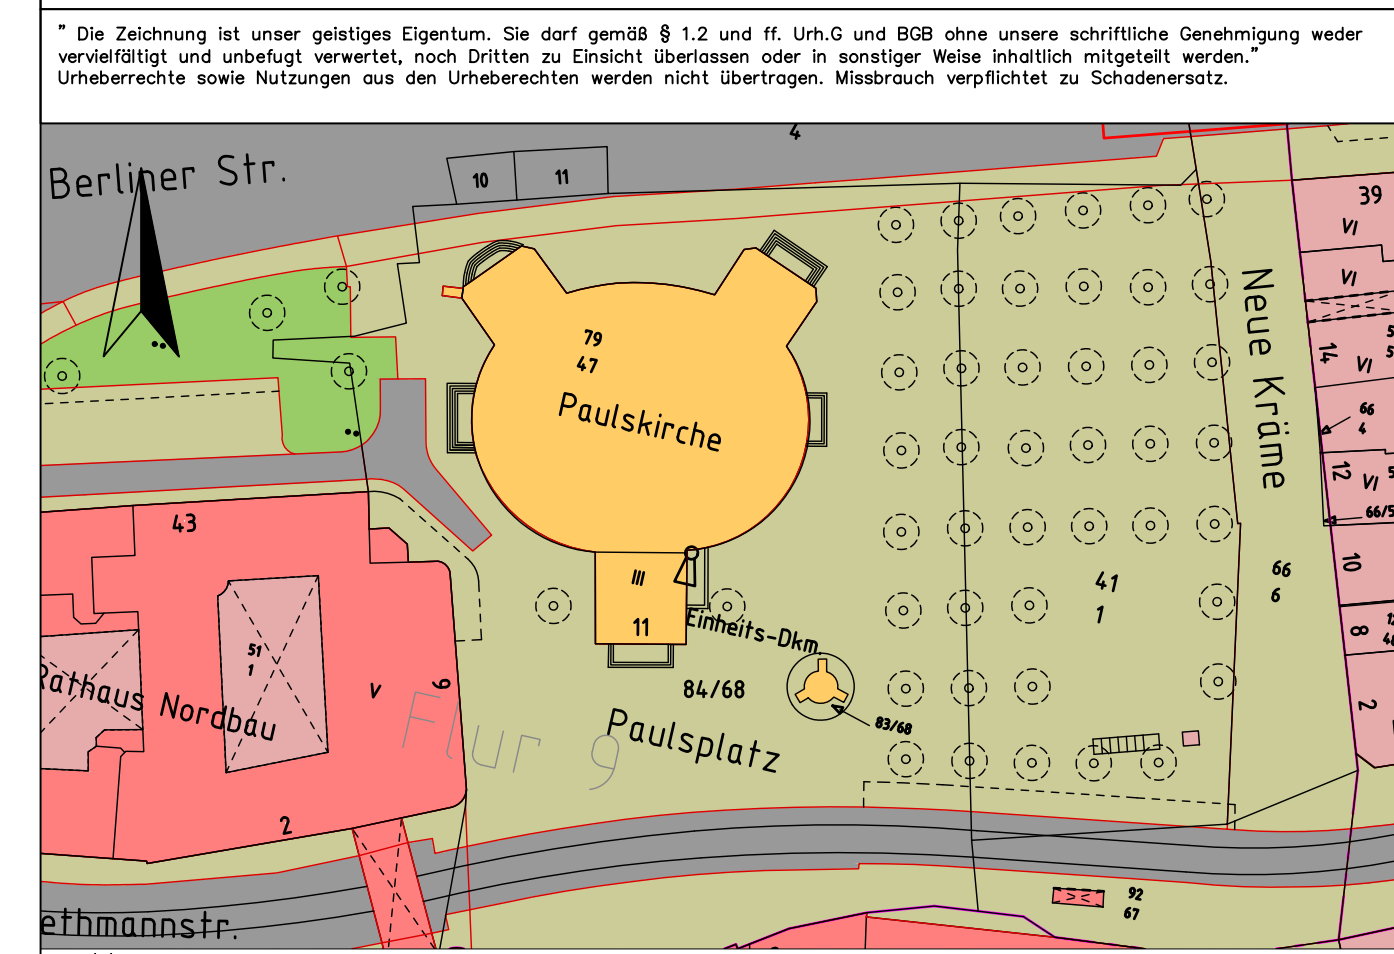 " Die Zeichnung ist unser geistiges Eigentum. Sie darf gemäß § 1.2 und ff. Urh.G und BGB ohne unsere schriftliche Genehmigung weder
vervielfältigt und unbefugt verwertet, noch Dritten zu Einsicht überlassen oder in sonstiger Weise inhaltlich mitgeteilt werden."
Urheberrechte sowie Nutzungen aus den Urheberechten werden nicht übertragen. Missbrauch verpflichtet zu Schadenersatz.
4
Berliner Str.
10
11
39
VI
VI
Neue Kräme
79
47
Paulskirche
14
VI
66
4
12
VI
66/5
43
III
11
Einheits-Dkm.
41
1
66
6
10
8
51
1
V
9
Rathaus Nordbau
84/68
83/68
2
Flur 9
Paulsplatz
2
92
67
ethmannstr.